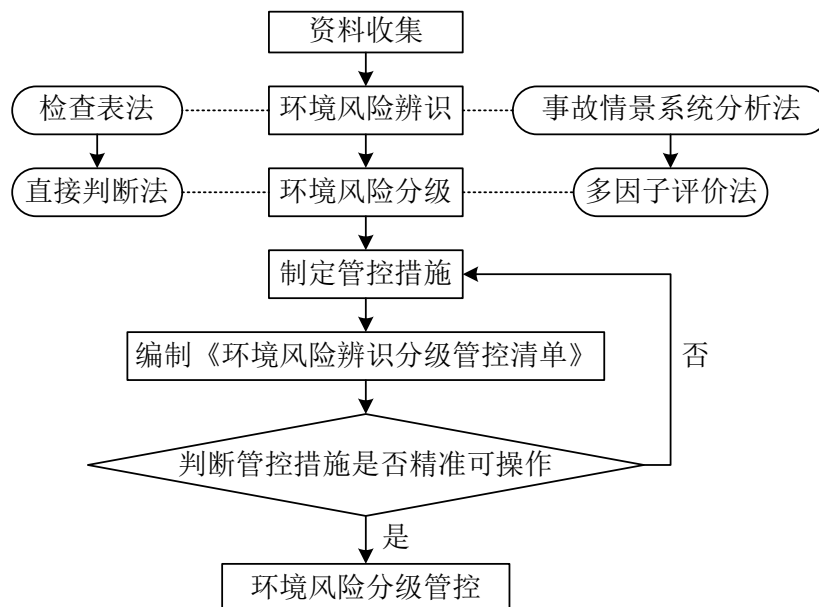 资料收集
检查表法
环境风险辨识
事故情景系统分析法
直接判断法
环境风险分级
多因子评价法
制定管控措施
编制《环境风险辨识分级管控清单》
否
判断管控措施是否精准可操作
是
环境风险分级管控